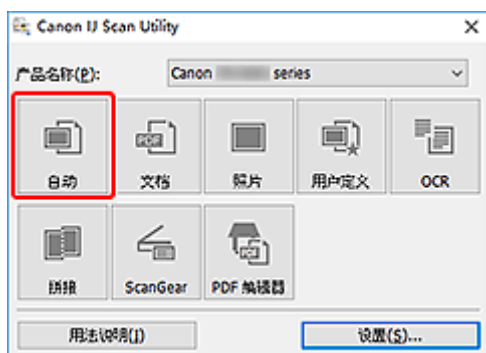 Canon IJ Scan Utility
产品名称(P): Canon series
自动 文档 照片 用户定义 OCR
拼接 ScanGear PDF 编辑器
用法说明(I) 设置(S)...